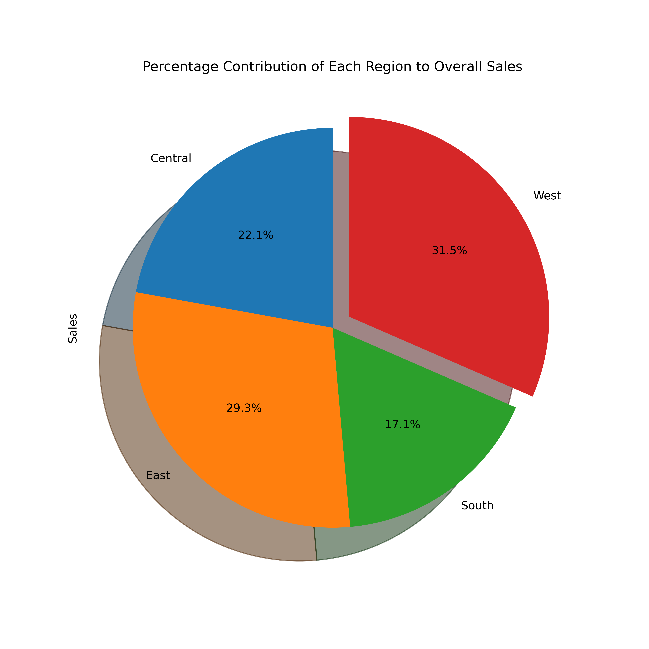 Percentage Contribution of Each Region to Overall Sales
Central
West
22.1%
31.5%
Sales
29.3%
17.1%
East
South